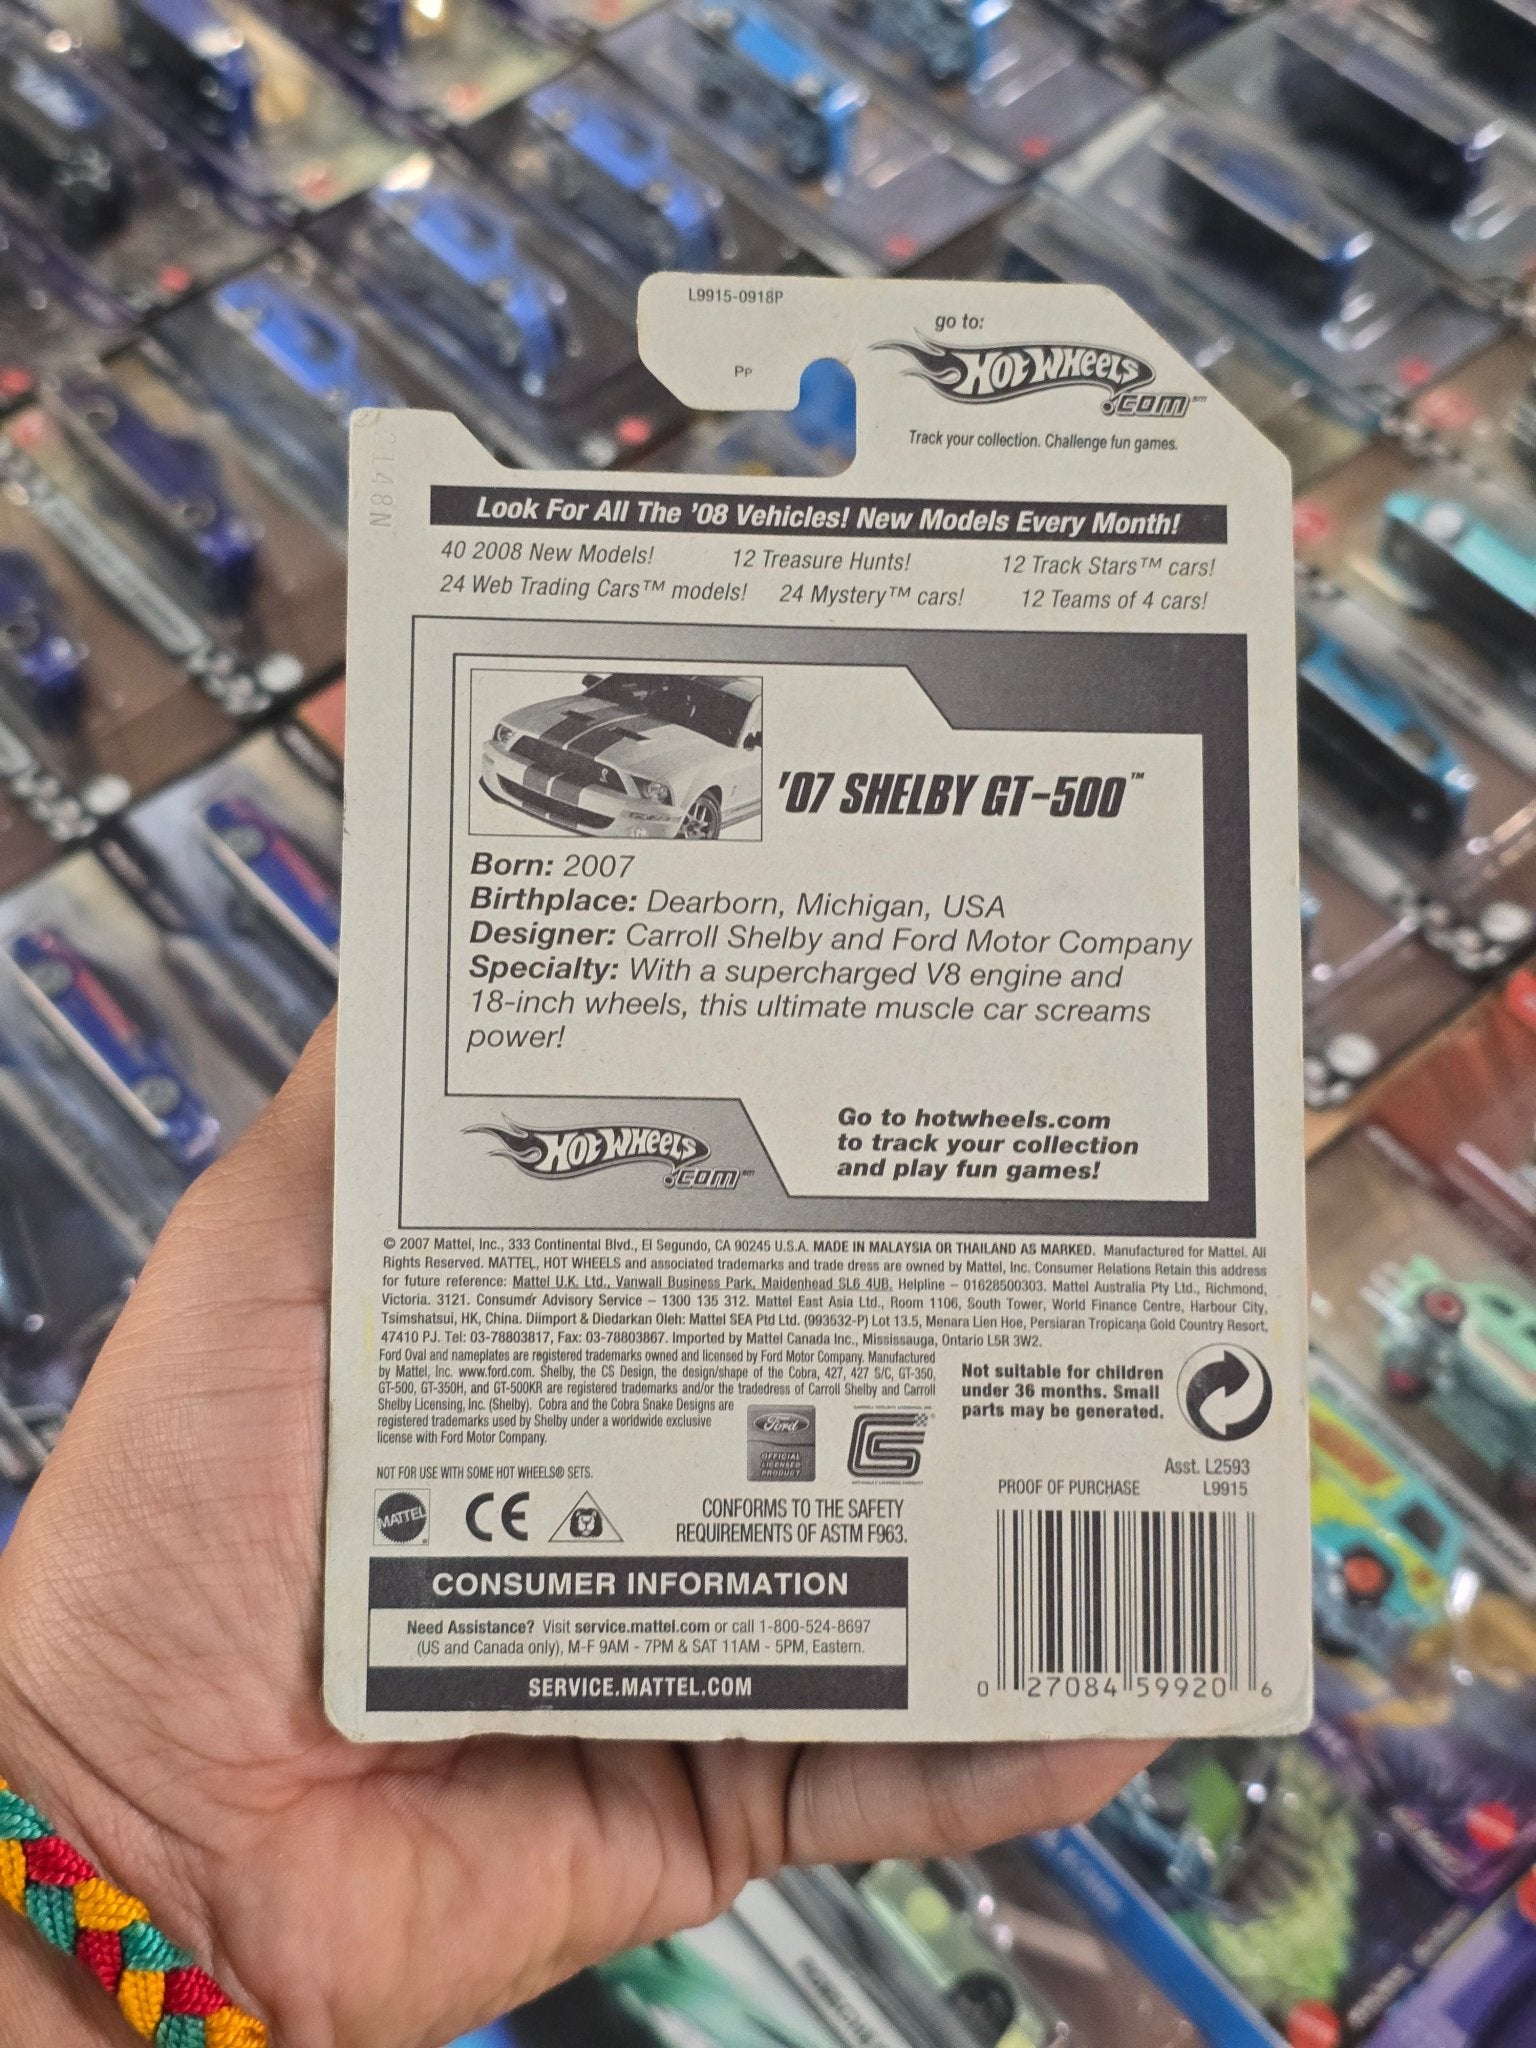 L9915-0918P
PP
go to:
HOT WHEELS
.COM℠
Track your collection. Challenge fun games.
Look For All The '08 Vehicles! New Models Every Month!
40 2008 New Models! 12 Treasure Hunts! 12 Track Stars™ cars!
24 Web Trading Cars™ models! 24 Mystery™ cars! 12 Teams of 4 cars!
'07 SHELBY GT-500™
Born: 2007
Birthplace: Dearborn, Michigan, USA
Designer: Carroll Shelby and Ford Motor Company
Specialty: With a supercharged V8 engine and
18-inch wheels, this ultimate muscle car screams
power!
HOT WHEELS
.COM℠
Go to hotwheels.com
to track your collection
and play fun games!
© 2007 Mattel, Inc., 333 Continental Blvd., El Segundo, CA 90245 U.S.A. MADE IN MALAYSIA OR THAILAND AS MARKED. Manufactured for Mattel. All
Rights Reserved. MATTEL, HOT WHEELS and associated trademarks and trade dress are owned by Mattel, Inc. Consumer Relations Retain this address
for future reference: Mattel U.K. Ltd., Vanwall Business Park, Maidenhead SL6 4UB. Helpline – 01628500303. Mattel Australia Pty Ltd., Richmond,
Victoria. 3121. Consumer Advisory Service – 1300 135 312. Mattel East Asia Ltd., Room 1106, South Tower, World Finance Centre, Harbour City,
Tsimshatsui, HK, China. Diimport & Diedarkan Oleh: Mattel SEA Ptd Ltd. (993532-P) Lot 13.5, Menara Lien Hoe, Persiaran Tropicana Gold Country Resort,
47410 PJ. Tel: 03-78803817, Fax: 03-78803867. Imported by Mattel Canada Inc., Mississauga, Ontario L5R 3W2.
Ford Oval and nameplates are registered trademarks owned and licensed by Ford Motor Company. Manufactured
by Mattel, Inc. www.ford.com. Shelby, the CS Design, the design/shape of the Cobra, 427, 427 S/C, GT-350,
GT-500, GT-350H, and GT-500KR are registered trademarks and/or the tradedress of Carroll Shelby and Carroll
Shelby Licensing, Inc. (Shelby). Cobra and the Cobra Snake Designs are
registered trademarks used by Shelby under a worldwide exclusive
license with Ford Motor Company.
Ford
OFFICIAL
LICENSED
PRODUCT
Not suitable for children
under 36 months. Small
parts may be generated.
NOT FOR USE WITH SOME HOT WHEELS® SETS.
MATTEL
CE
CONFORMS TO THE SAFETY
REQUIREMENTS OF ASTM F963.
Asst. L2593
PROOF OF PURCHASE L9915
CONSUMER INFORMATION
Need Assistance? Visit service.mattel.com or call 1-800-524-8697
(US and Canada only), M-F 9AM - 7PM & SAT 11AM - 5PM, Eastern.
SERVICE.MATTEL.COM
0 27084 59920 6